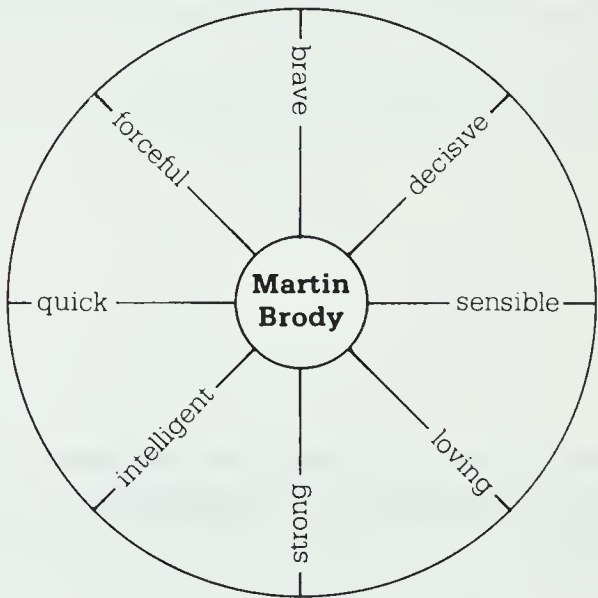 brave
decisive
sensible
loving
strong
intelligent
quick
forceful
Martin
Brody